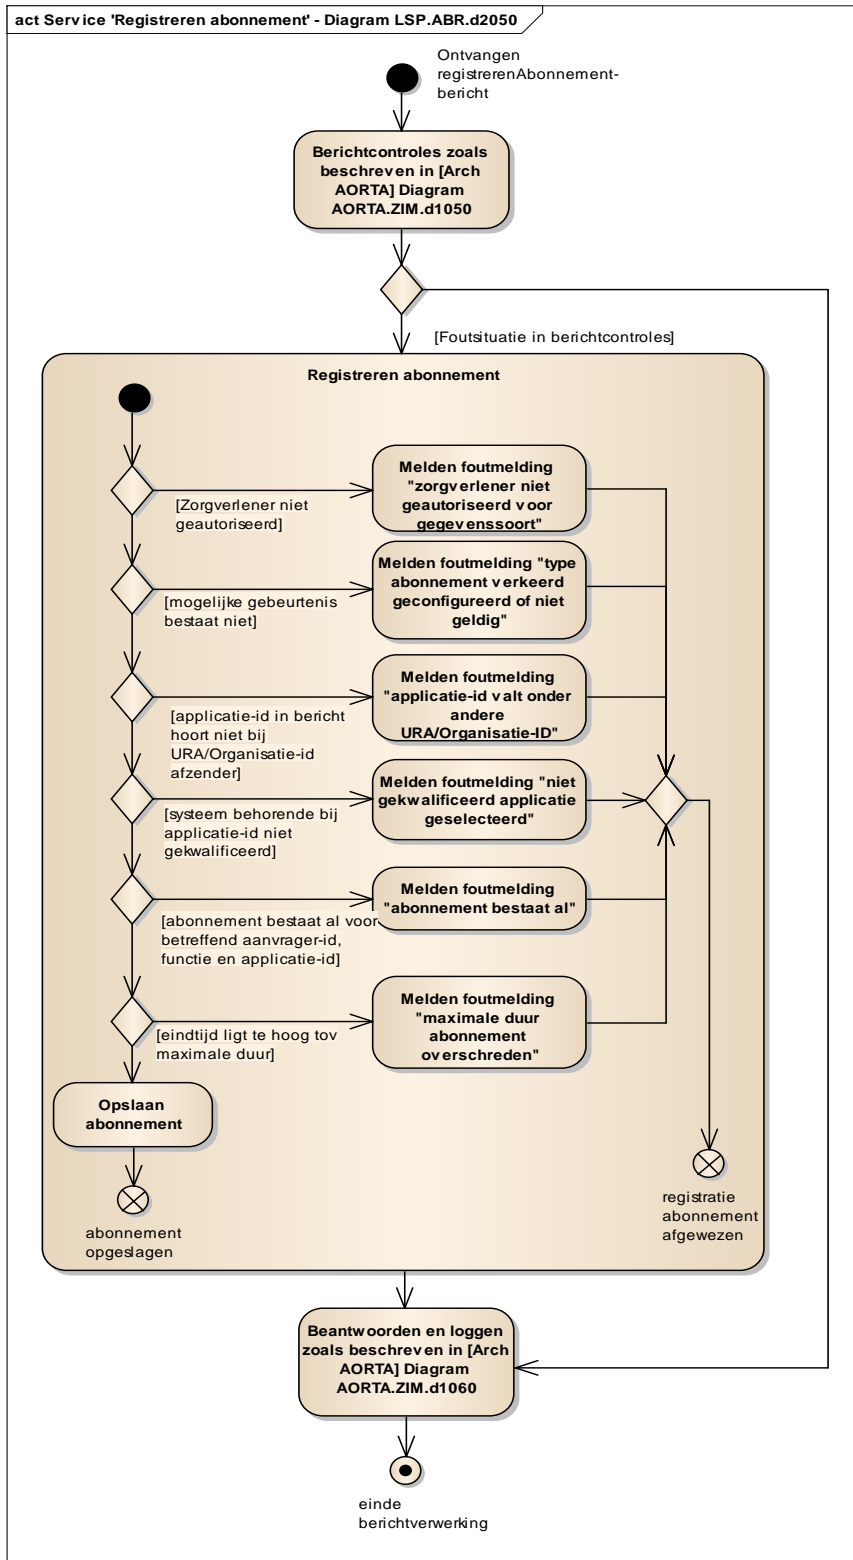 act Service 'Registreren abonnement' - Diagram LSP.ABR.d2050
Ontvangen
registrerenAbonnement-
bericht
Berichtcontroles zoals
beschreven in [Arch
AORTA] Diagram
AORTA.ZIM.d1050
[Foutsituatie in berichtcontroles]
Registreren abonnement
Melden foutmelding
"zorgverlener niet
geautoriseerd voor
gegevenssoort"
[Zorgverlener niet
geautoriseerd]
Melden foutmelding "type
abonnement verkeerd
geconfigureerd of niet
geldig"
[mogelijke gebeurtenis
bestaat niet]
Melden foutmelding
"applicatie-id valt onder
andere
URA/Organisatie-ID"
[applicatie-id in bericht
hoort niet bij
URA/Organisatie-id
afzender]
Melden foutmelding "niet
gekwalificeerd applicatie
geselecteerd"
[systeem behorende bij
applicatie-id niet
gekwalificeerd]
Melden foutmelding
"abonnement bestaat al"
[abonnement bestaat al voor
betreffend aanvrager-id,
functie en applicatie-id]
Melden foutmelding
"maximale duur
abonnement
overschreden"
[eindtijd ligt te hoog tov
maximale duur]
Opslaan
abonnement
abonnement
opgeslagen
registratie
abonnement
afgewezen
Beantwoorden en loggen
zoals beschreven in [Arch
AORTA] Diagram
AORTA.ZIM.d1060
einde
berichtverwerking